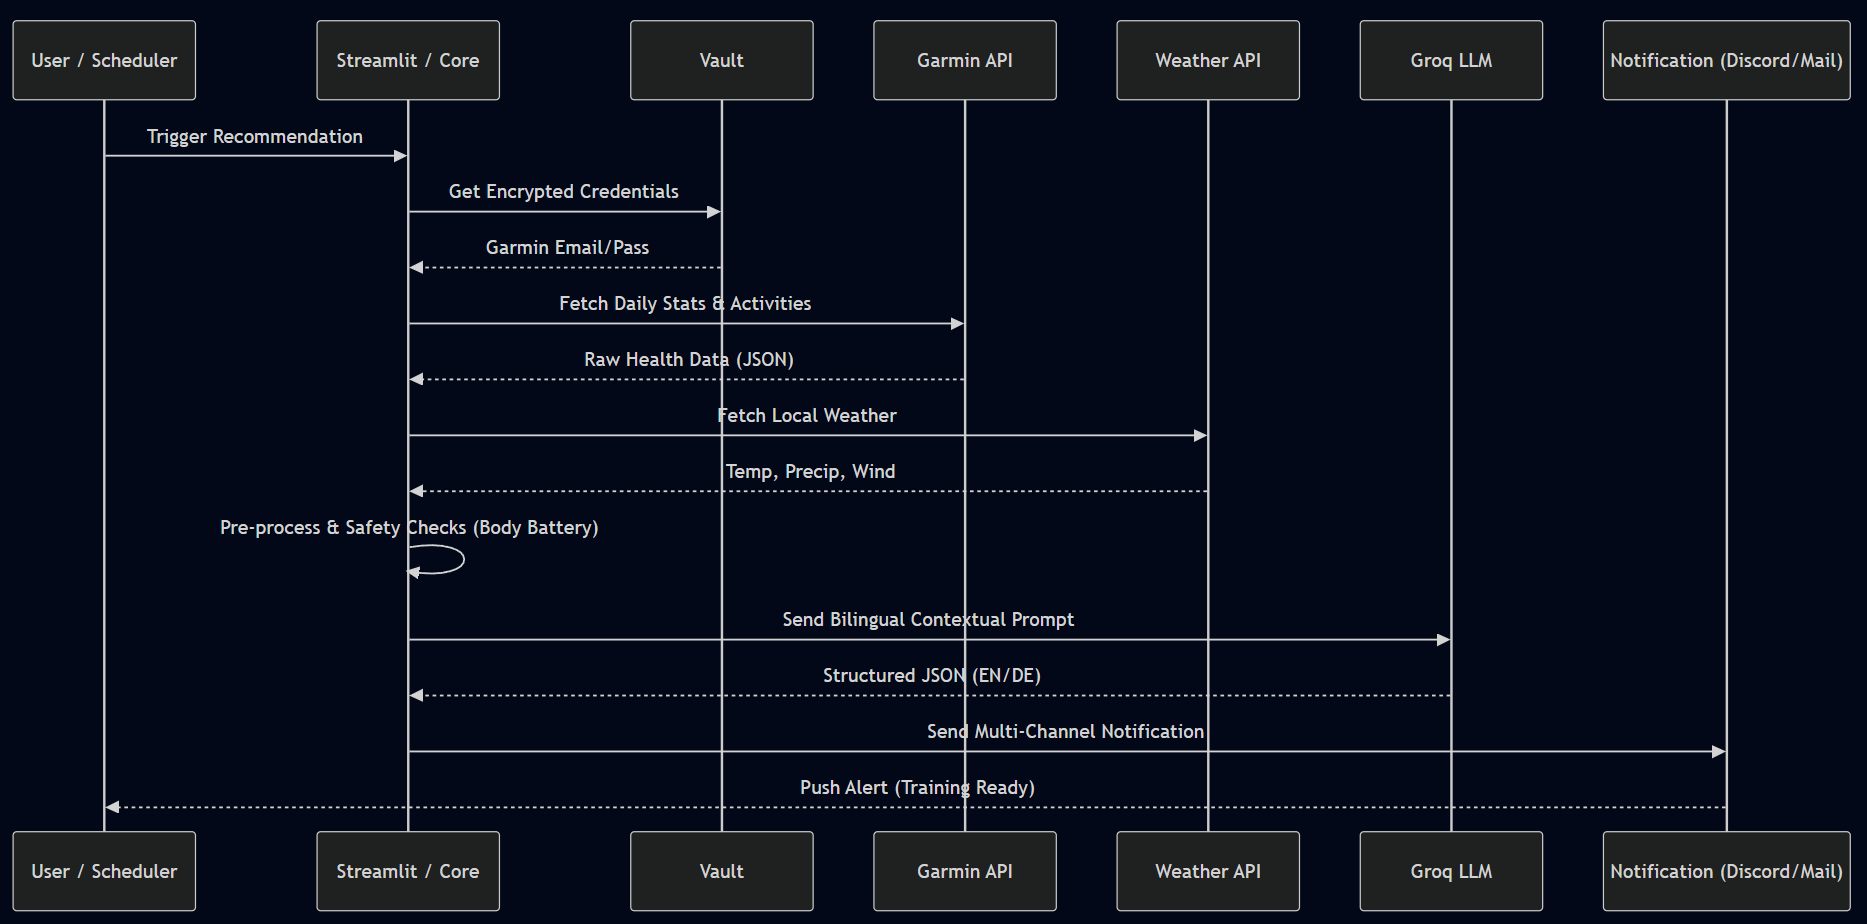 User / Scheduler
Streamlit / Core
Vault
Garmin API
Weather API
Groq LLM
Notification (Discord/Mail)
Trigger Recommendation
Get Encrypted Credentials
Garmin Email/Pass
Fetch Daily Stats & Activities
Raw Health Data (JSON)
Fetch Local Weather
Temp, Precip, Wind
Pre-process & Safety Checks (Body Battery)
Send Bilingual Contextual Prompt
Structured JSON (EN/DE)
Send Multi-Channel Notification
Push Alert (Training Ready)
User / Scheduler
Streamlit / Core
Vault
Garmin API
Weather API
Groq LLM
Notification (Discord/Mail)